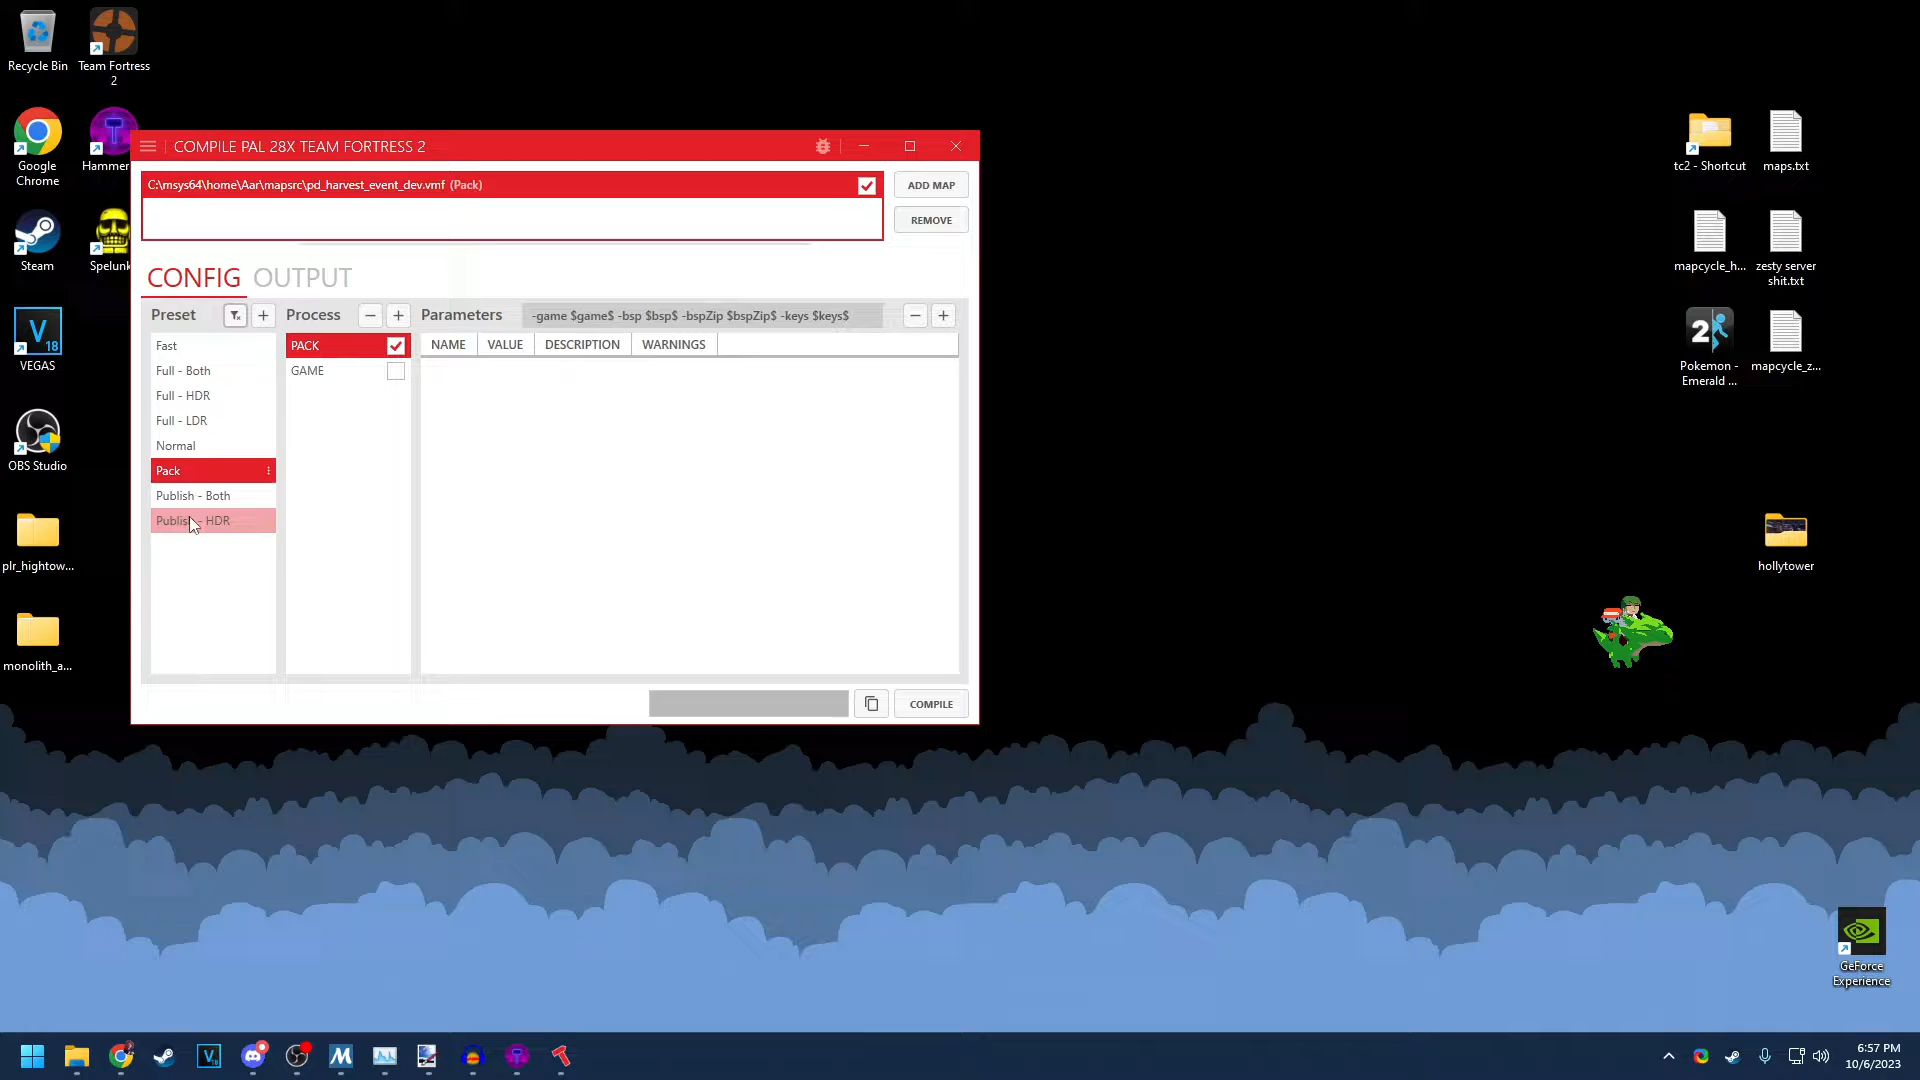 Recycle Bin
Team Fortress
2
Google
Chrome
Hammer
Steam
Spelunk
VEGAS
OBS Studio
plr_hightow...
monolith_a...
COMPILE PAL 28X TEAM FORTRESS 2
C:\msys64\home\Aar\mapsrc\pd_harvest_event_dev.vmf (Pack)
ADD MAP
REMOVE
CONFIG OUTPUT
Preset
Process
Parameters
-game $game$ -bsp $bsp$ -bspZip $bspZip$ -keys $keys$
Fast
Full - Both
Full - HDR
Full - LDR
Normal
Pack
Publish - Both
Publish - HDR
PACK
GAME
NAME VALUE DESCRIPTION WARNINGS
COMPILE
tc2 - Shortcut
maps.txt
mapcycle_h...
zesty server
shit.txt
Pokemon -
Emerald ...
mapcycle_z...
hollytower
GeForce
Experience
6:57 PM
10/6/2023